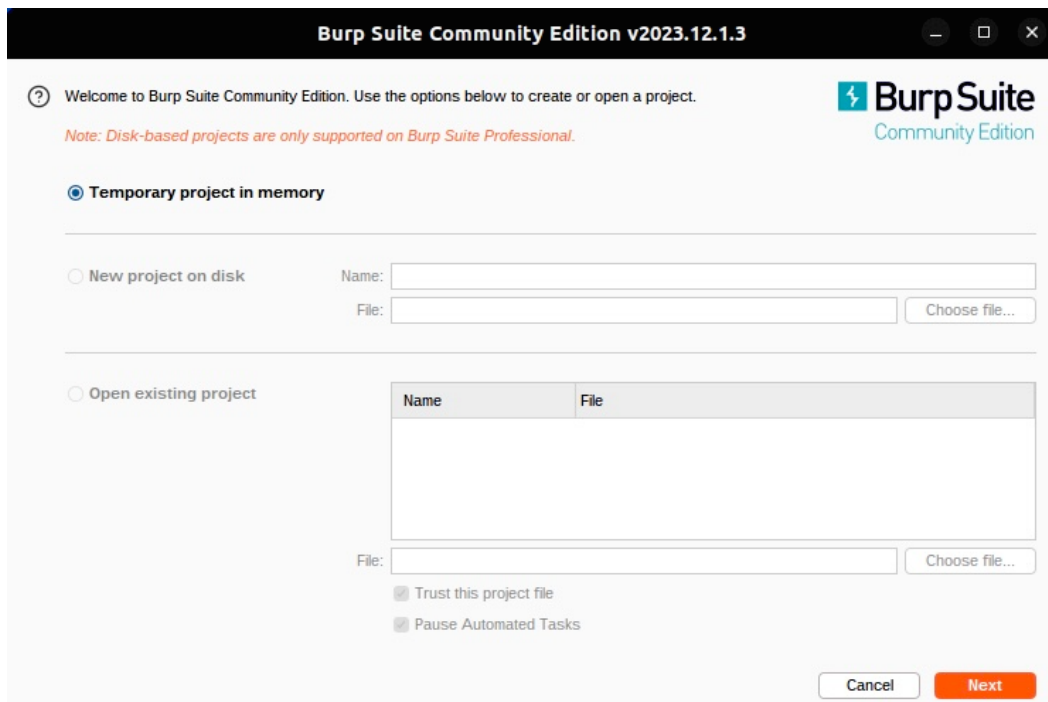 Burp Suite Community Edition v2023.12.1.3
Welcome to Burp Suite Community Edition. Use the options below to create or open a project.
Burp Suite
Community Edition
Note: Disk-based projects are only supported on Burp Suite Professional.
Temporary project in memory
New project on disk
Name:
File:
Choose file...
Open existing project
Name
File
File:
Choose file...
Trust this project file
Pause Automated Tasks
Cancel
Next